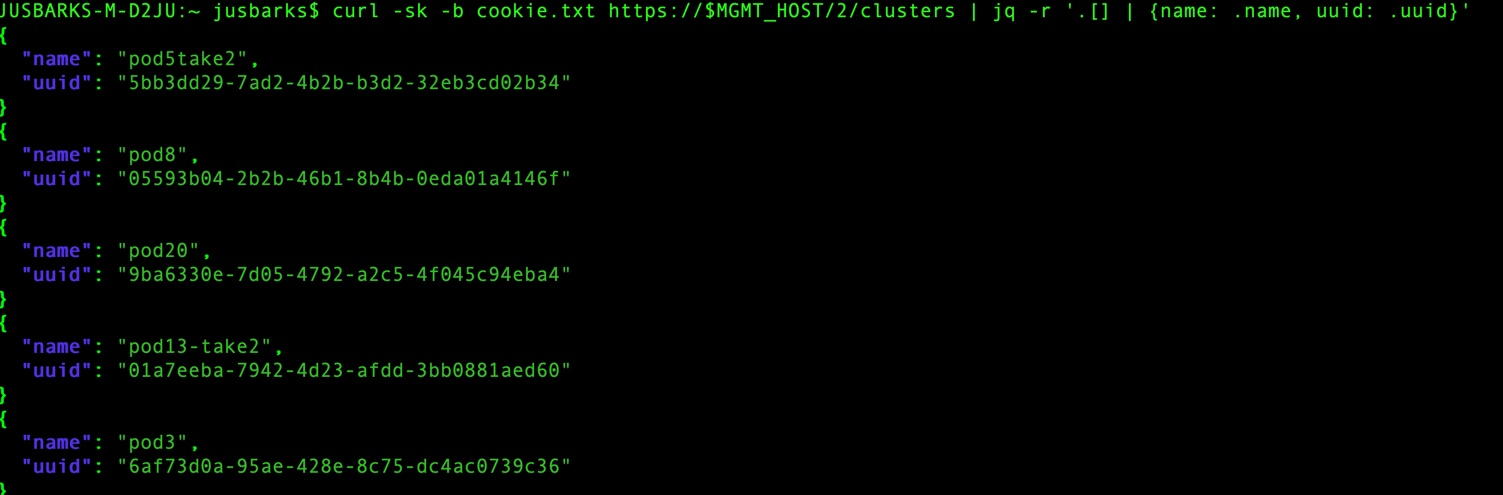 JUSBARKS-M-D2JU:~ jusbarks$ curl -sk -b cookie.txt https://$MGMT_HOST/2/clusters | jq -r '.[] | {name: .name, uuid: .uuid}'
{
  "name": "pod5take2",
  "uuid": "5bb3dd29-7ad2-4b2b-b3d2-32eb3cd02b34"
}
{
  "name": "pod8",
  "uuid": "05593b04-2b2b-46b1-8b4b-0eda01a4146f"
}
{
  "name": "pod20",
  "uuid": "9ba6330e-7d05-4792-a2c5-4f045c94eba4"
}
{
  "name": "pod13-take2",
  "uuid": "01a7eeba-7942-4d23-afdd-3bb0881aed60"
}
{
  "name": "pod3",
  "uuid": "6af73d0a-95ae-428e-8c75-dc4ac0739c36"
}